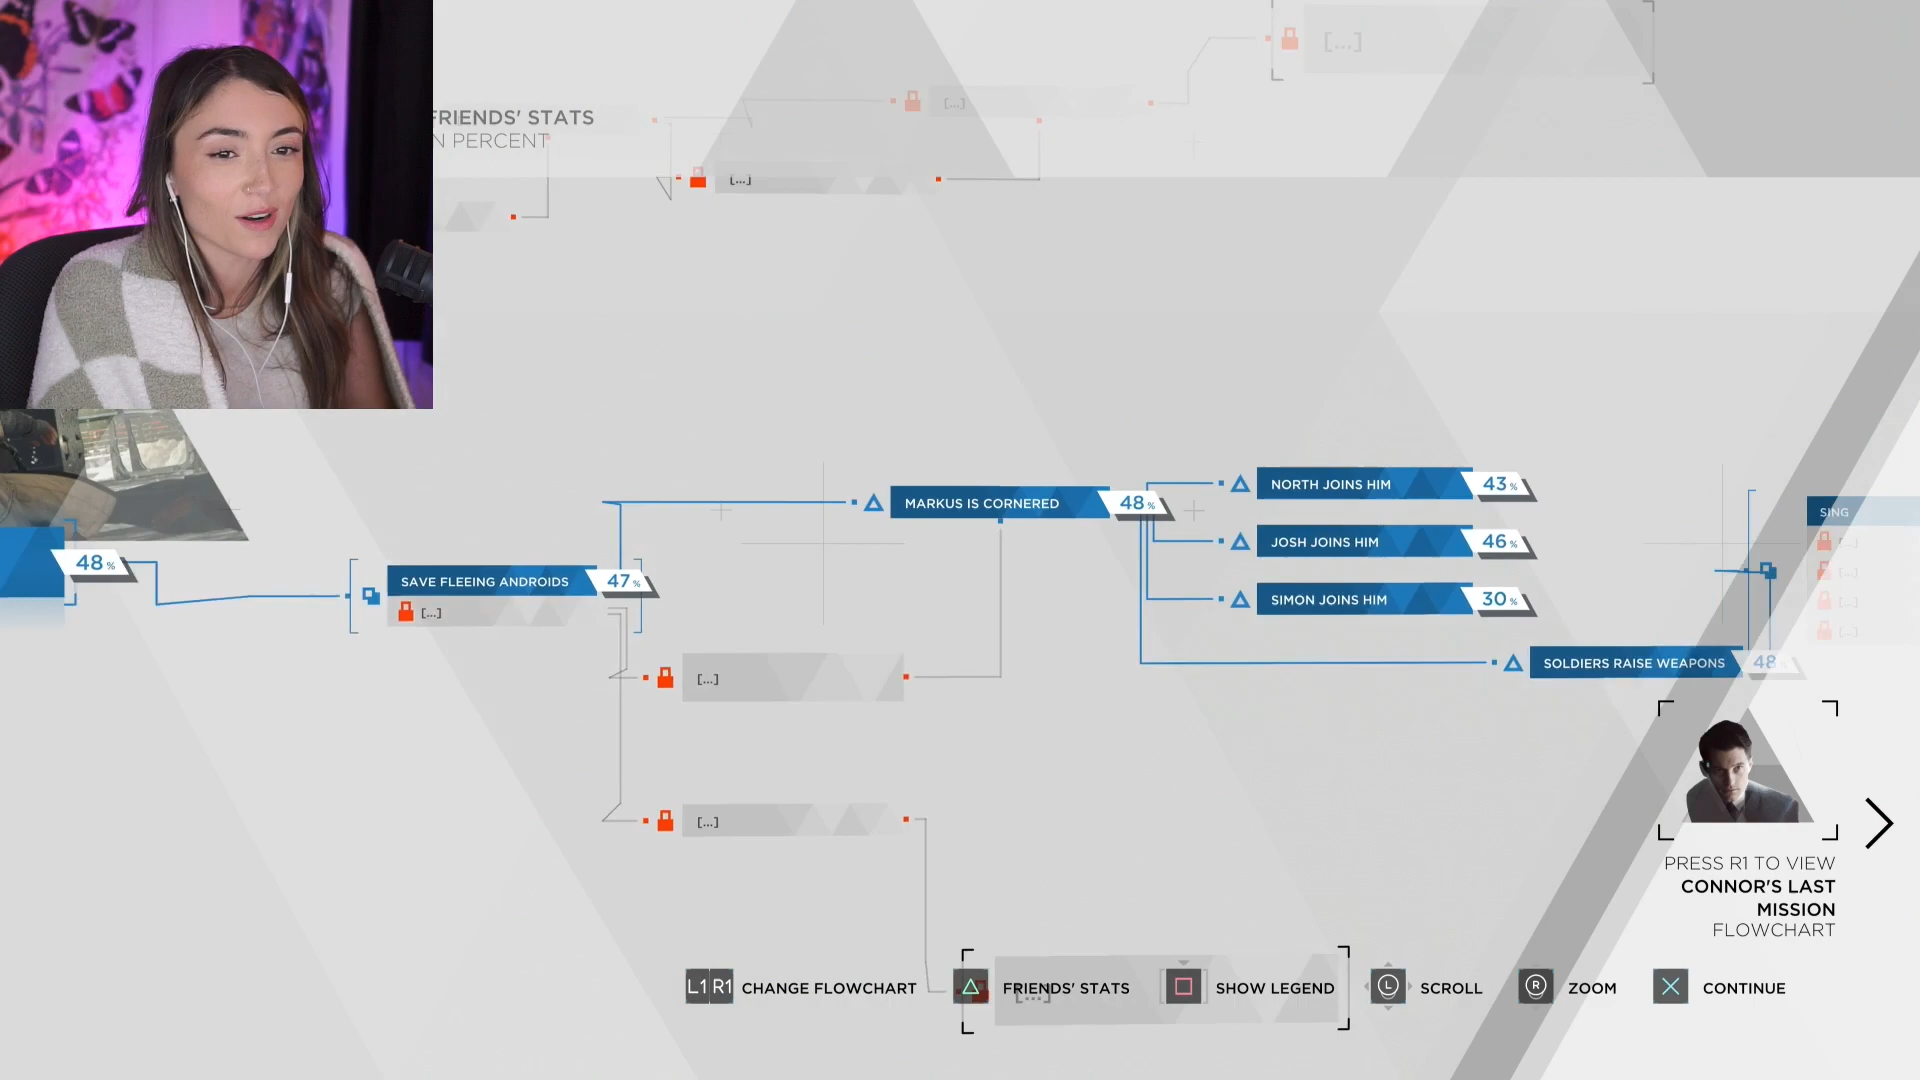 [...]
[...]
FRIENDS' STATS
N PERCENT
[...]
NORTH JOINS HIM 43%
MARKUS IS CORNERED 48%
SING
JOSH JOINS HIM 46%
[...]
48%
SAVE FLEEING ANDROIDS 47%
[...]
[...]
SIMON JOINS HIM 30%
[...]
[...]
SOLDIERS RAISE WEAPONS 48
[...]
[...]
PRESS R1 TO VIEW
CONNOR'S LAST
MISSION
FLOWCHART
L1 R1 CHANGE FLOWCHART
FRIENDS' STATS
[...]
SHOW LEGEND
L SCROLL
R ZOOM
CONTINUE